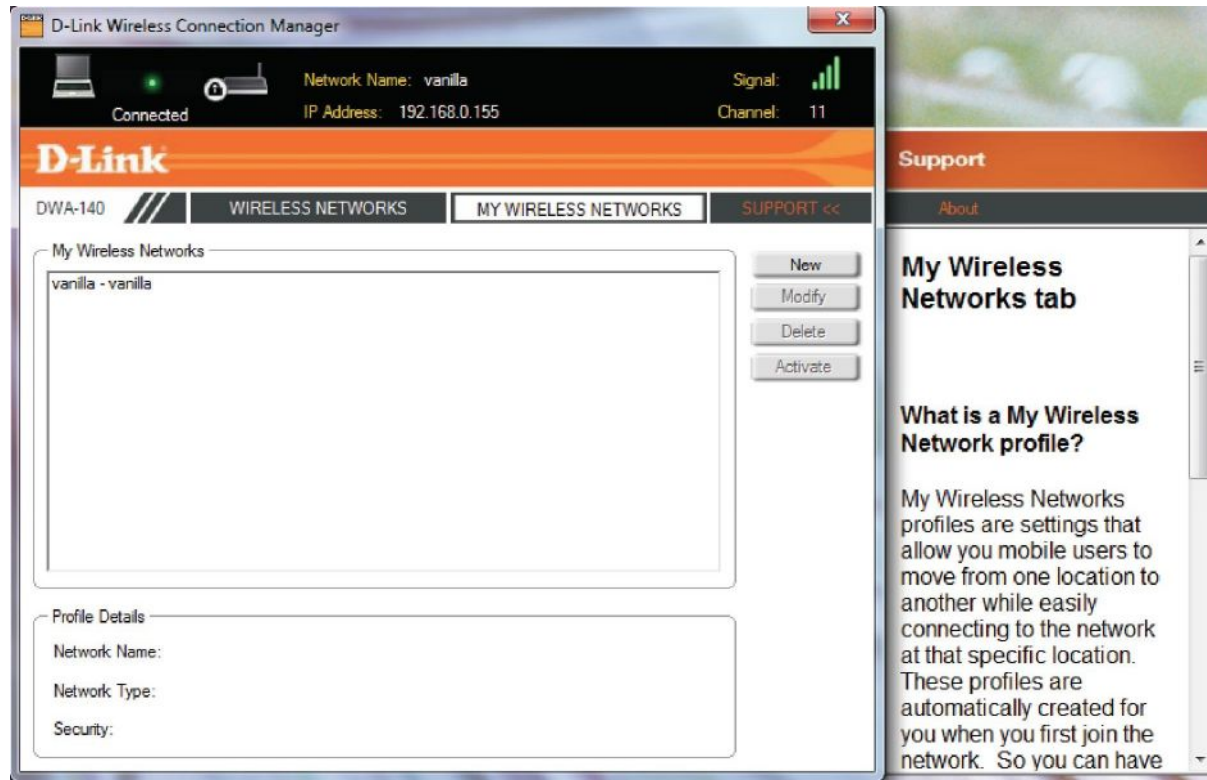 D-Link Wireless Connection Manager
Connected
Network Name: vanilla
IP Address: 192.168.0.155
Signal:
Channel: 11
D-Link
DWA-140
WIRELESS NETWORKS
MY WIRELESS NETWORKS
SUPPORT <<
My Wireless Networks
vanilla - vanilla
New
Modify
Delete
Activate
Profile Details
Network Name:
Network Type:
Security:
Support
About
My Wireless
Networks tab
What is a My Wireless
Network profile?
My Wireless Networks
profiles are settings that
allow you mobile users to
move from one location to
another while easily
connecting to the network
at that specific location.
These profiles are
automatically created for
you when you first join the
network. So you can have